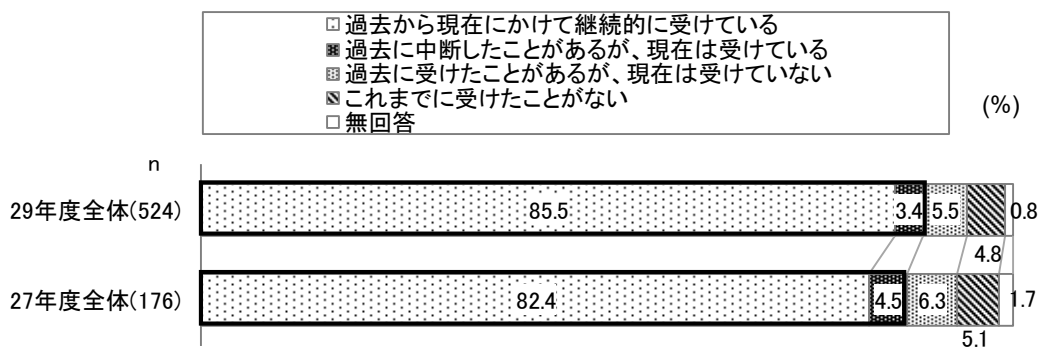 過去から現在にかけて継続的に受けている
過去に中断したことがあるが、現在は受けている
過去に受けたことがあるが、現在は受けていない
これまでに受けたことがない
無回答
(%)
n
29年度全体(524)
85.5
3.4
5.5
4.8
0.8
27年度全体(176)
82.4
4.5
6.3
5.1
1.7